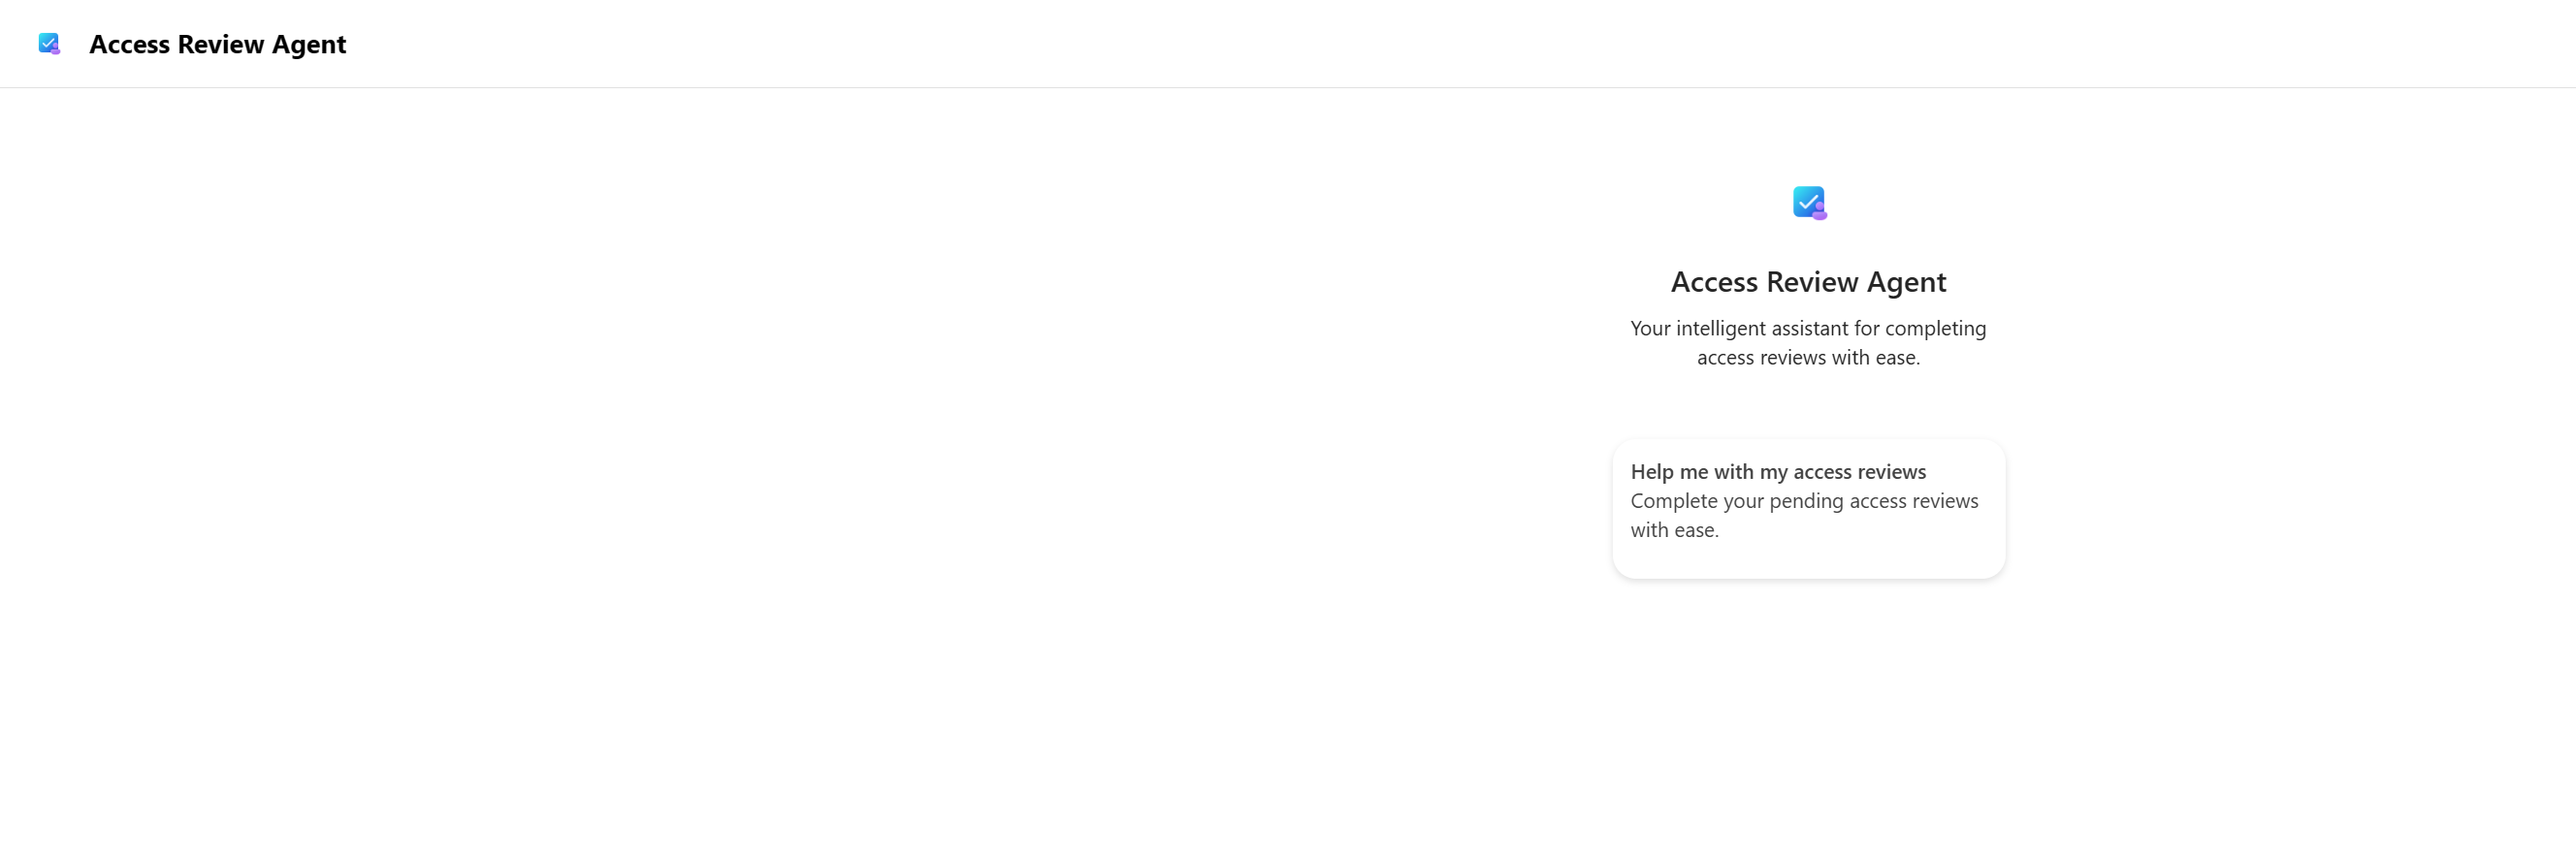 Access Review Agent
Access Review Agent
Your intelligent assistant for completing
access reviews with ease.
Help me with my access reviews
Complete your pending access reviews
with ease.